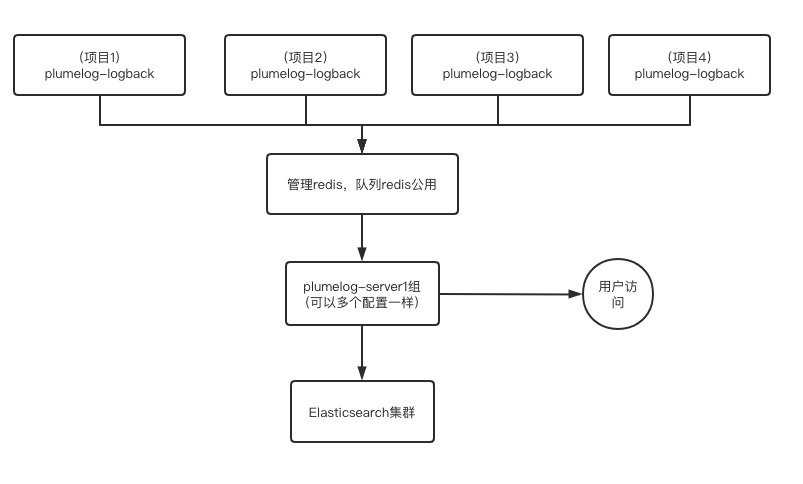 (项目1)
plumelog-logback
(项目2)
plumelog-logback
(项目3)
plumelog-logback
(项目4)
plumelog-logback
管理redis，队列redis公用
plumelog-server1组
(可以多个配置一样)
用户访
问
Elasticsearch集群